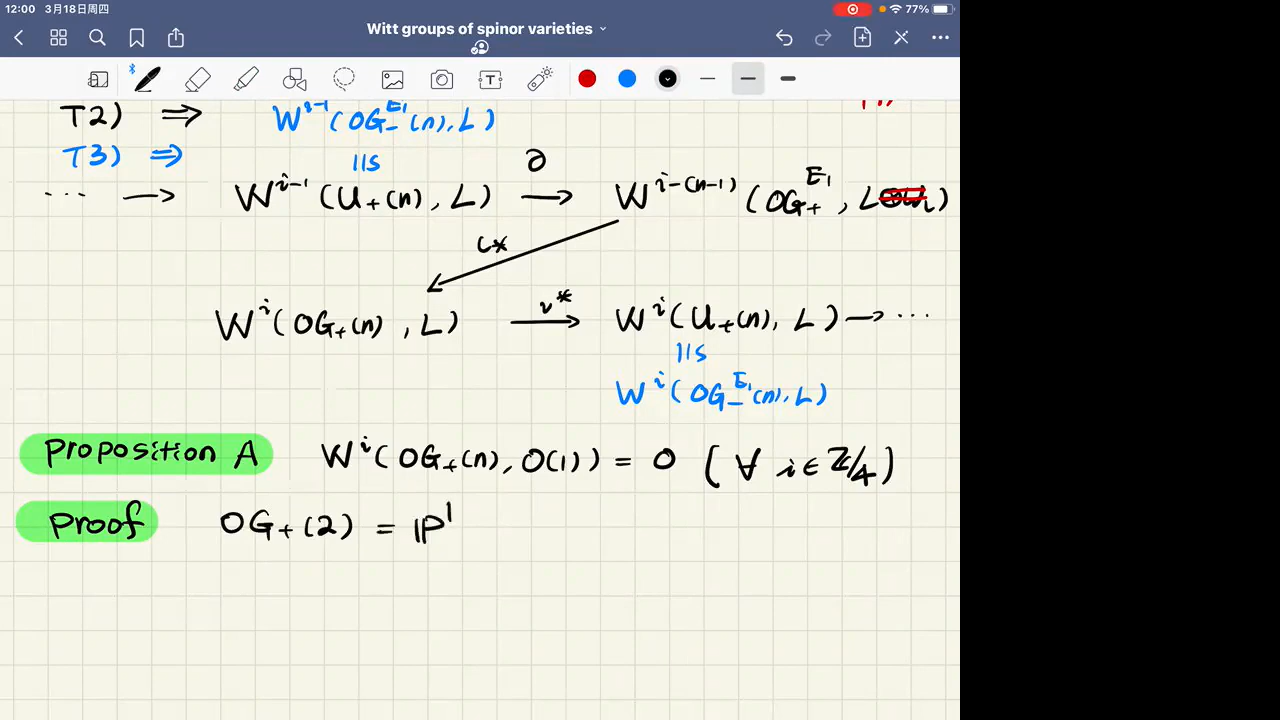 12:00 3月18日周四 77%
Witt groups of spinor varieties
T2) ⇒ W^{i-1}(OG_-^{E_1}(n), L)
T3) ⇒ ≅
··· → W^{i-1}(U_+(n), L) →^∂ W^{i-(n-1)}(OG_+^{E_1}, L)
ι_*
W^i(OG_+(n), L) →^{v^*} W^i(U_+(n), L) → ···
≅
W^i(OG_-^{E_1}(n), L)
Proposition A W^i(OG_+(n), O(1)) = 0 (∀ i ∈ ℤ/4)
Proof OG_+(2) = ℙ^1